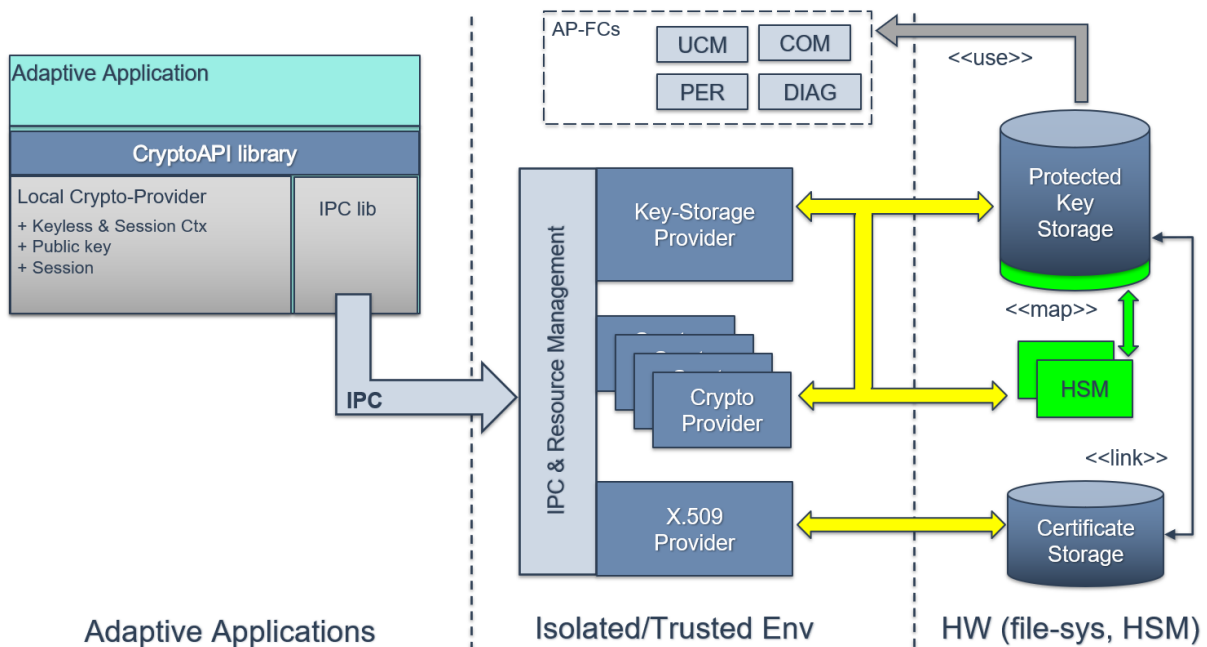 AP-FCs
UCM
COM
PER
DIAG
<<use>>
Adaptive Application
CryptoAPI library
Local Crypto-Provider
+ Keyless & Session Ctx
+ Public key
+ Session
IPC lib
IPC
IPC & Resource Management
Key-Storage
Provider
Crypto
Provider
X.509
Provider
Protected
Key
Storage
<<map>>
HSM
<<link>>
Certificate
Storage
Adaptive Applications
Isolated/Trusted Env
HW (file-sys, HSM)